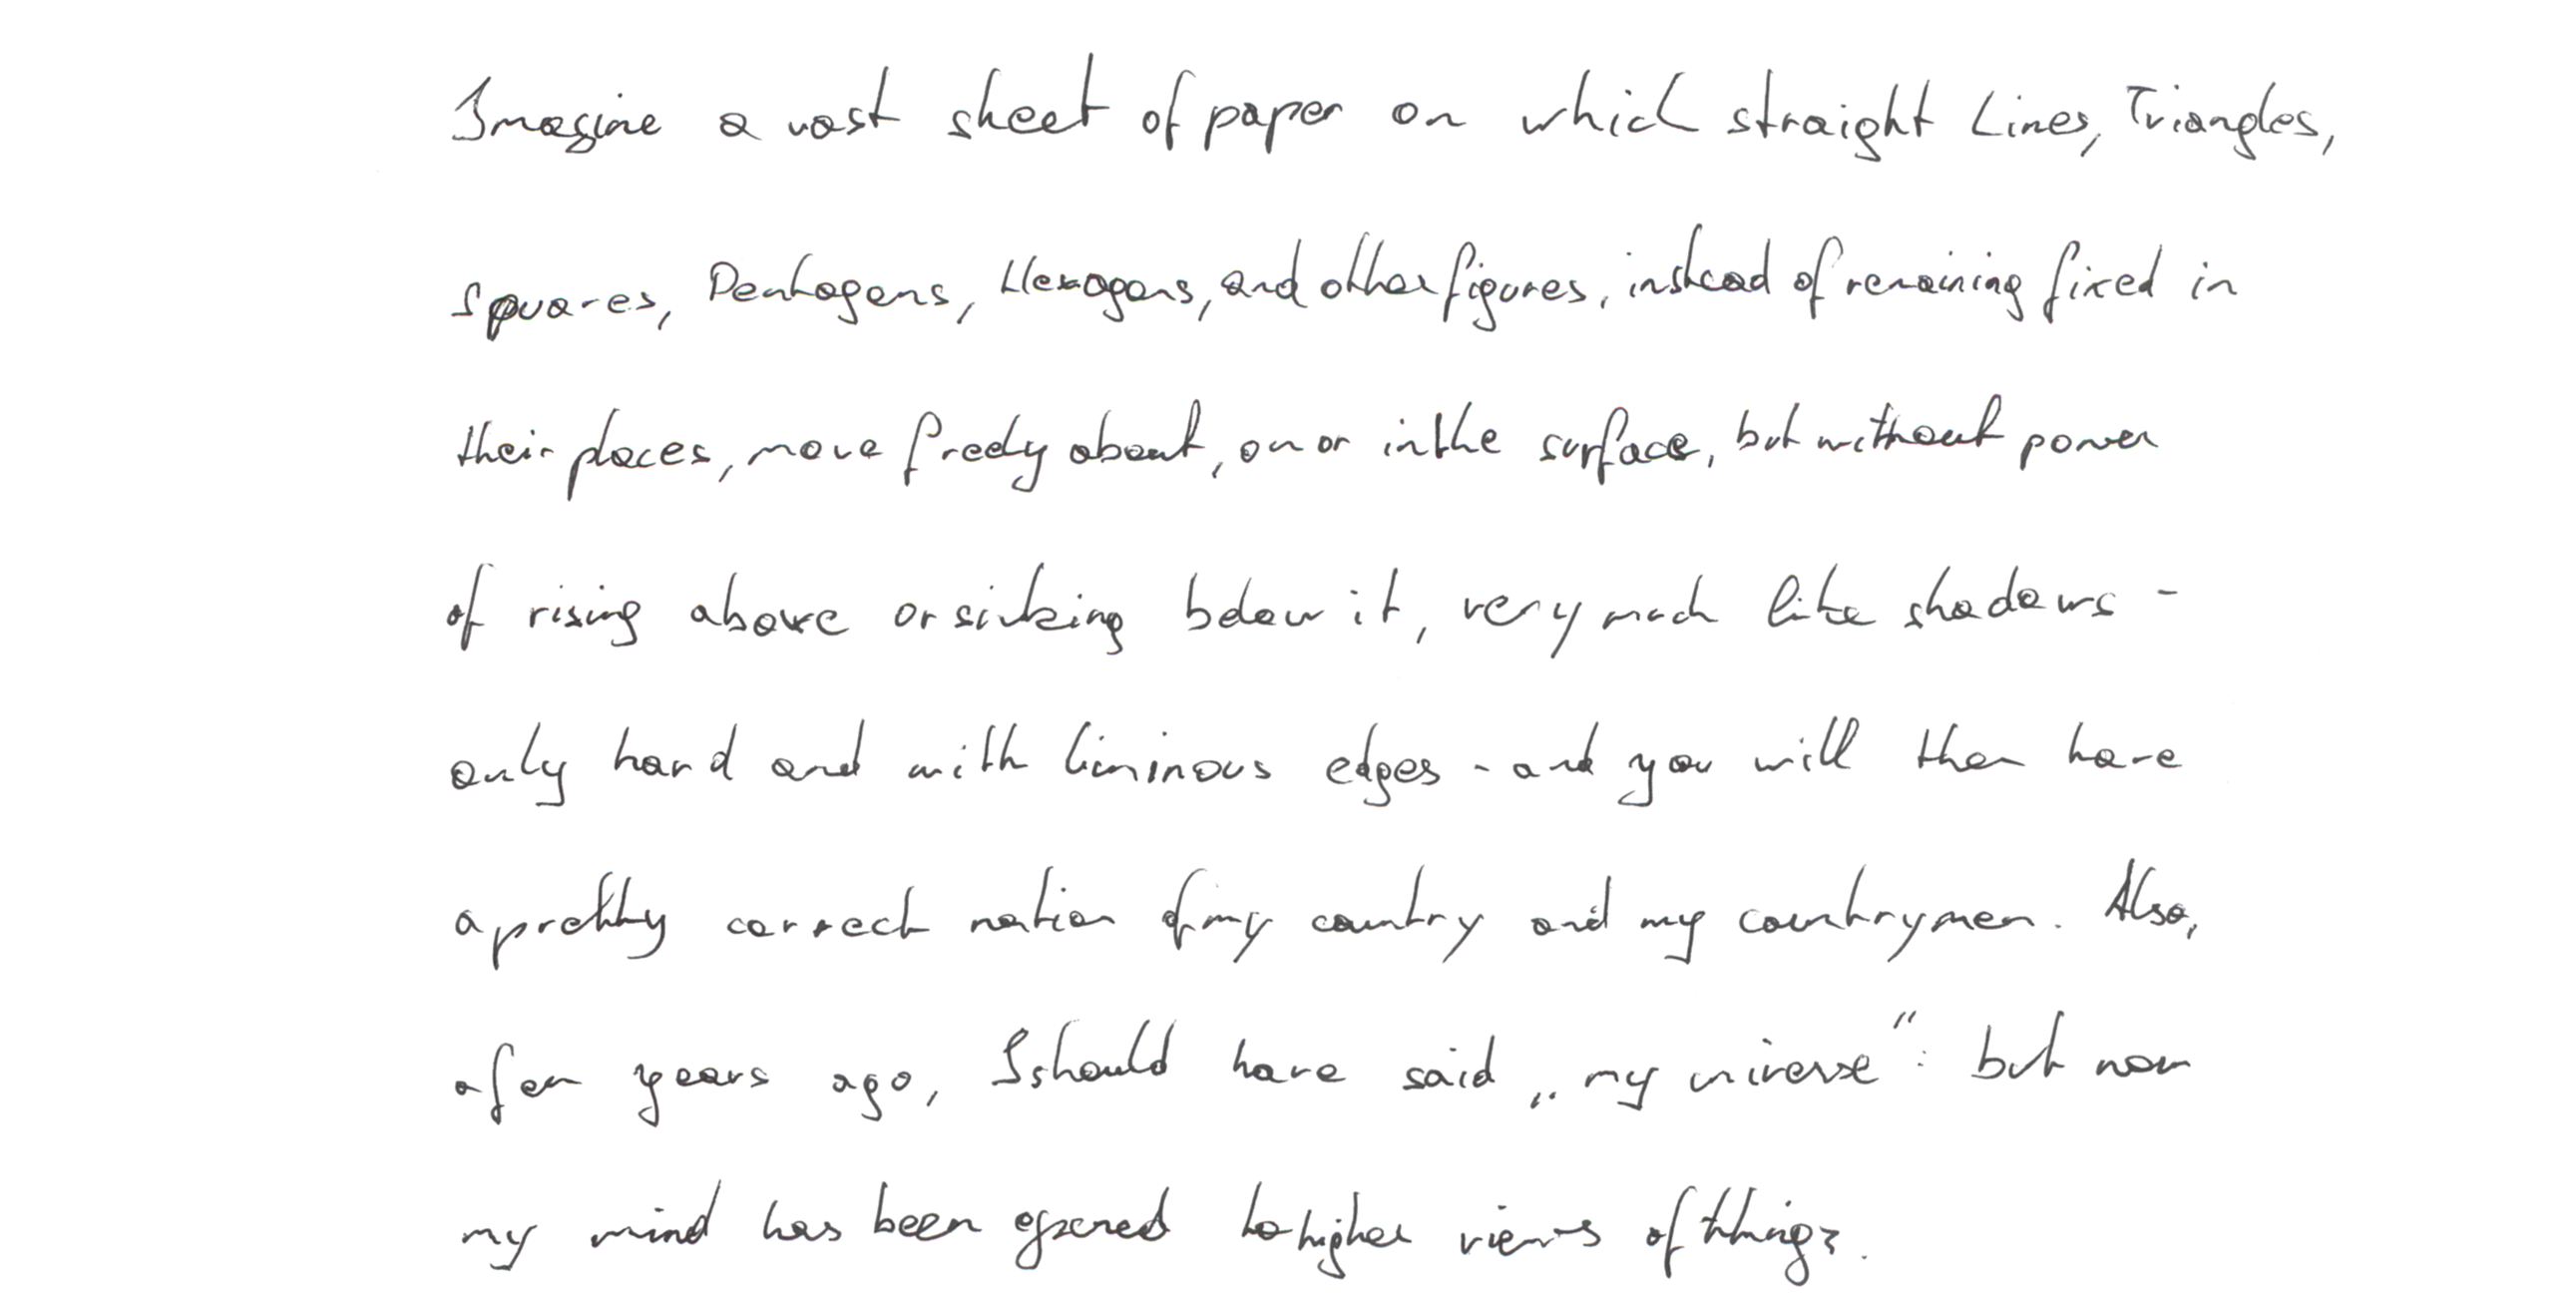 Imagine a vast sheet of paper on which straight Lines, Triangles,
Squares, Pentagons, Hexagons, and other figures, instead of remaining fixed in
their places, move freely about, on or in the surface, but without power
of rising above or sinking below it, very much like shadows -
only hard and with liminous edges - and you will then have
a pretty correct notion of my country and my countrymen. Also,
a few years ago, I should have said „my universe“: but now
my mind has been opened to higher views of things.